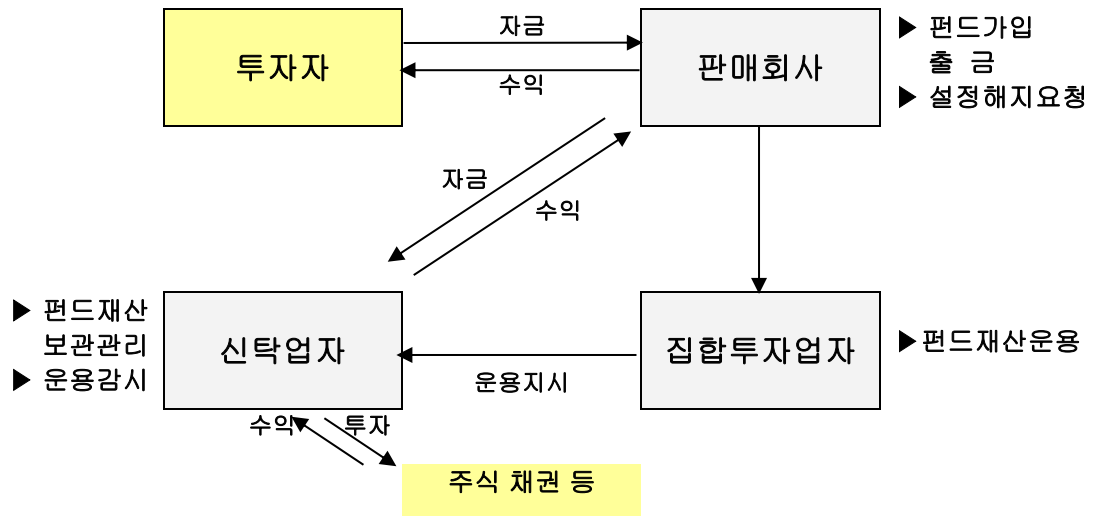 자금
투자자
수익
판매회사
▶ 펀드가입
출 금
▶ 설정해지요청
자금
수익
▶ 펀드재산
보관관리
▶ 운용감시
신탁업자
운용지시
집합투자업자
▶펀드재산운용
수익
투자
주식 채권 등